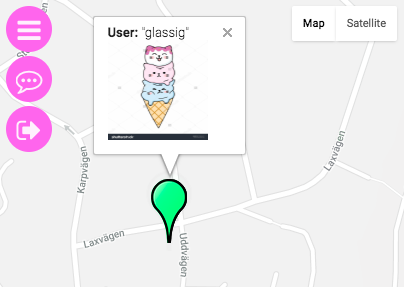 User: "glassig"
Map
Satellite
Karpvägen
Laxvägen
Laxvägen
Uddvägen